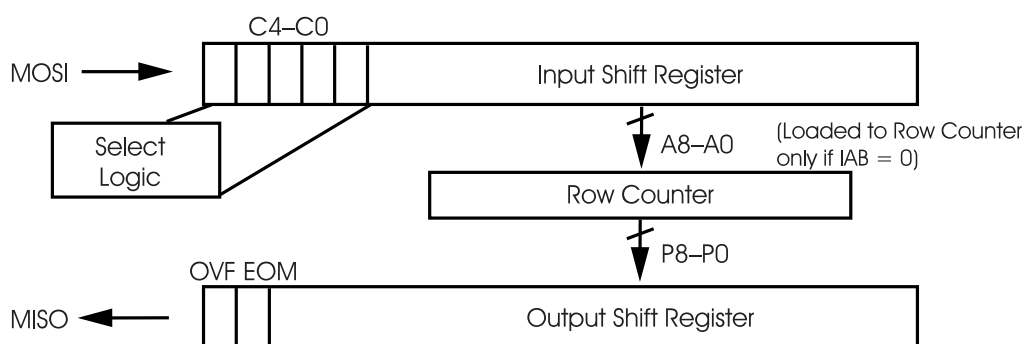 C4–C0
MOSI
Input Shift Register
Select
Logic
A8–A0
(Loaded to Row Counter
only if IAB = 0)
Row Counter
P8–P0
OVF EOM
MISO
Output Shift Register